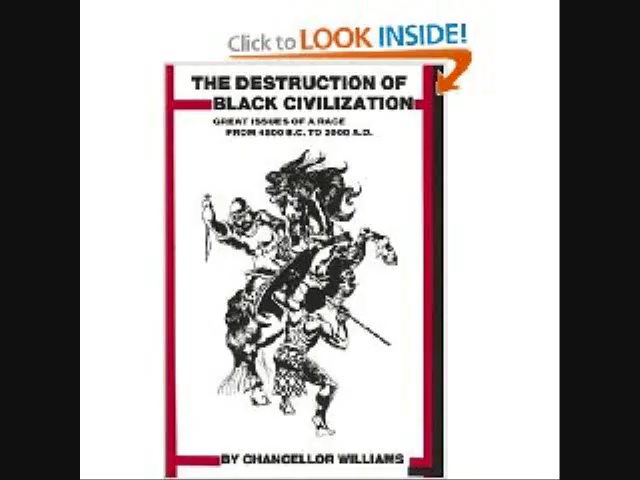 Click to LOOK INSIDE!
THE DESTRUCTION OF
BLACK CIVILIZATION
GREAT ISSUES OF A RACE
FROM 4500 B.C. TO 2000 A.D.
BY CHANCELLOR WILLIAMS